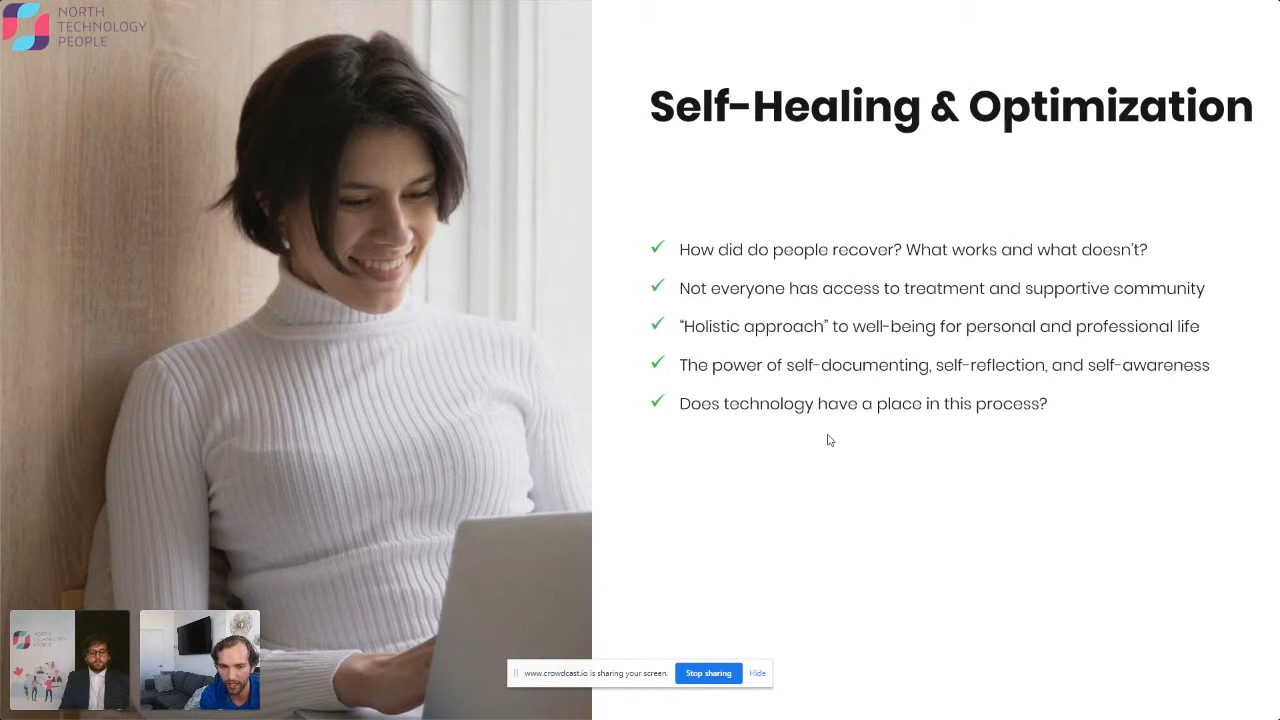 NORTH
TECHNOLOGY
PEOPLE
Self-Healing & Optimization
How did do people recover? What works and what doesn’t?
Not everyone has access to treatment and supportive community
“Holistic approach” to well-being for personal and professional life
The power of self-documenting, self-reflection, and self-awareness
Does technology have a place in this process?
NORTH
TECHNOLOGY
PEOPLE
www.crowdcast.io is sharing your screen.
Stop sharing
Hide